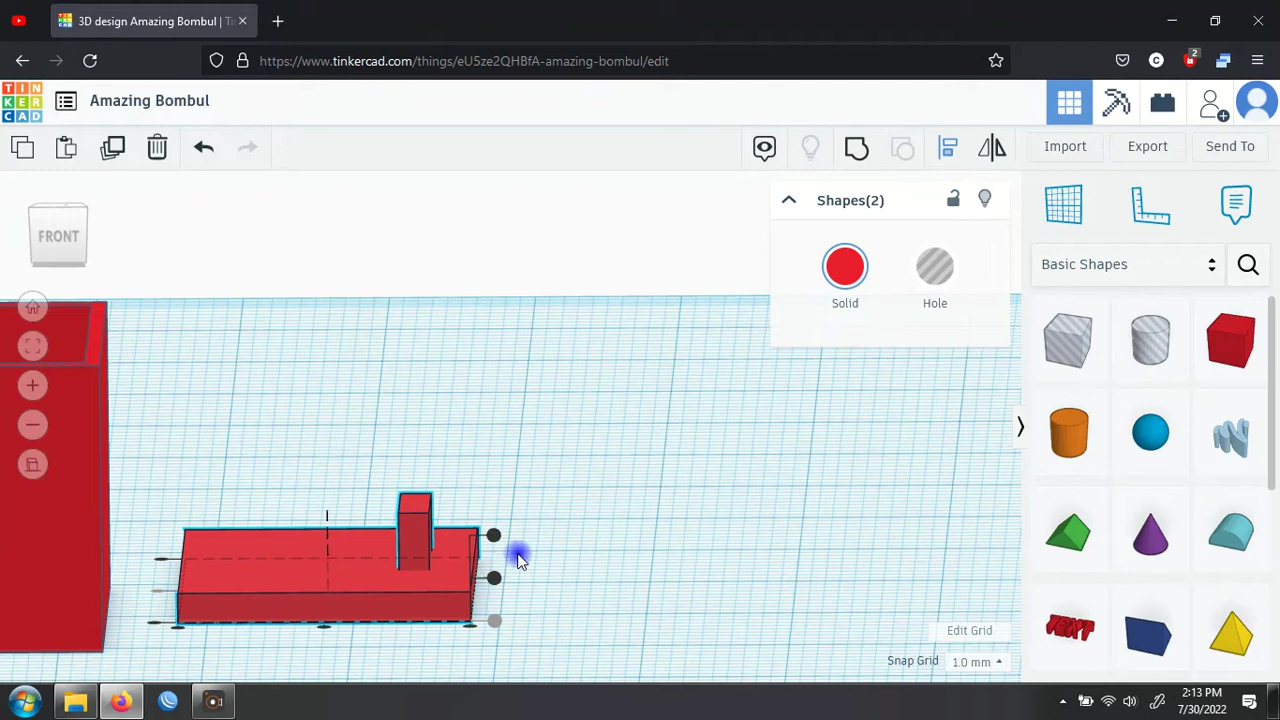 3D design Amazing Bombul | Ti
https://www.tinkercad.com/things/eU5ze2QHBfA-amazing-bombul/edit
2
TIN
KER
CAD
Amazing Bombul
Import
Export
Send To
Shapes(2)
FRONT
Solid
Hole
Basic Shapes
TEXT
Edit Grid
Snap Grid 1.0 mm
2:13 PM
7/30/2022